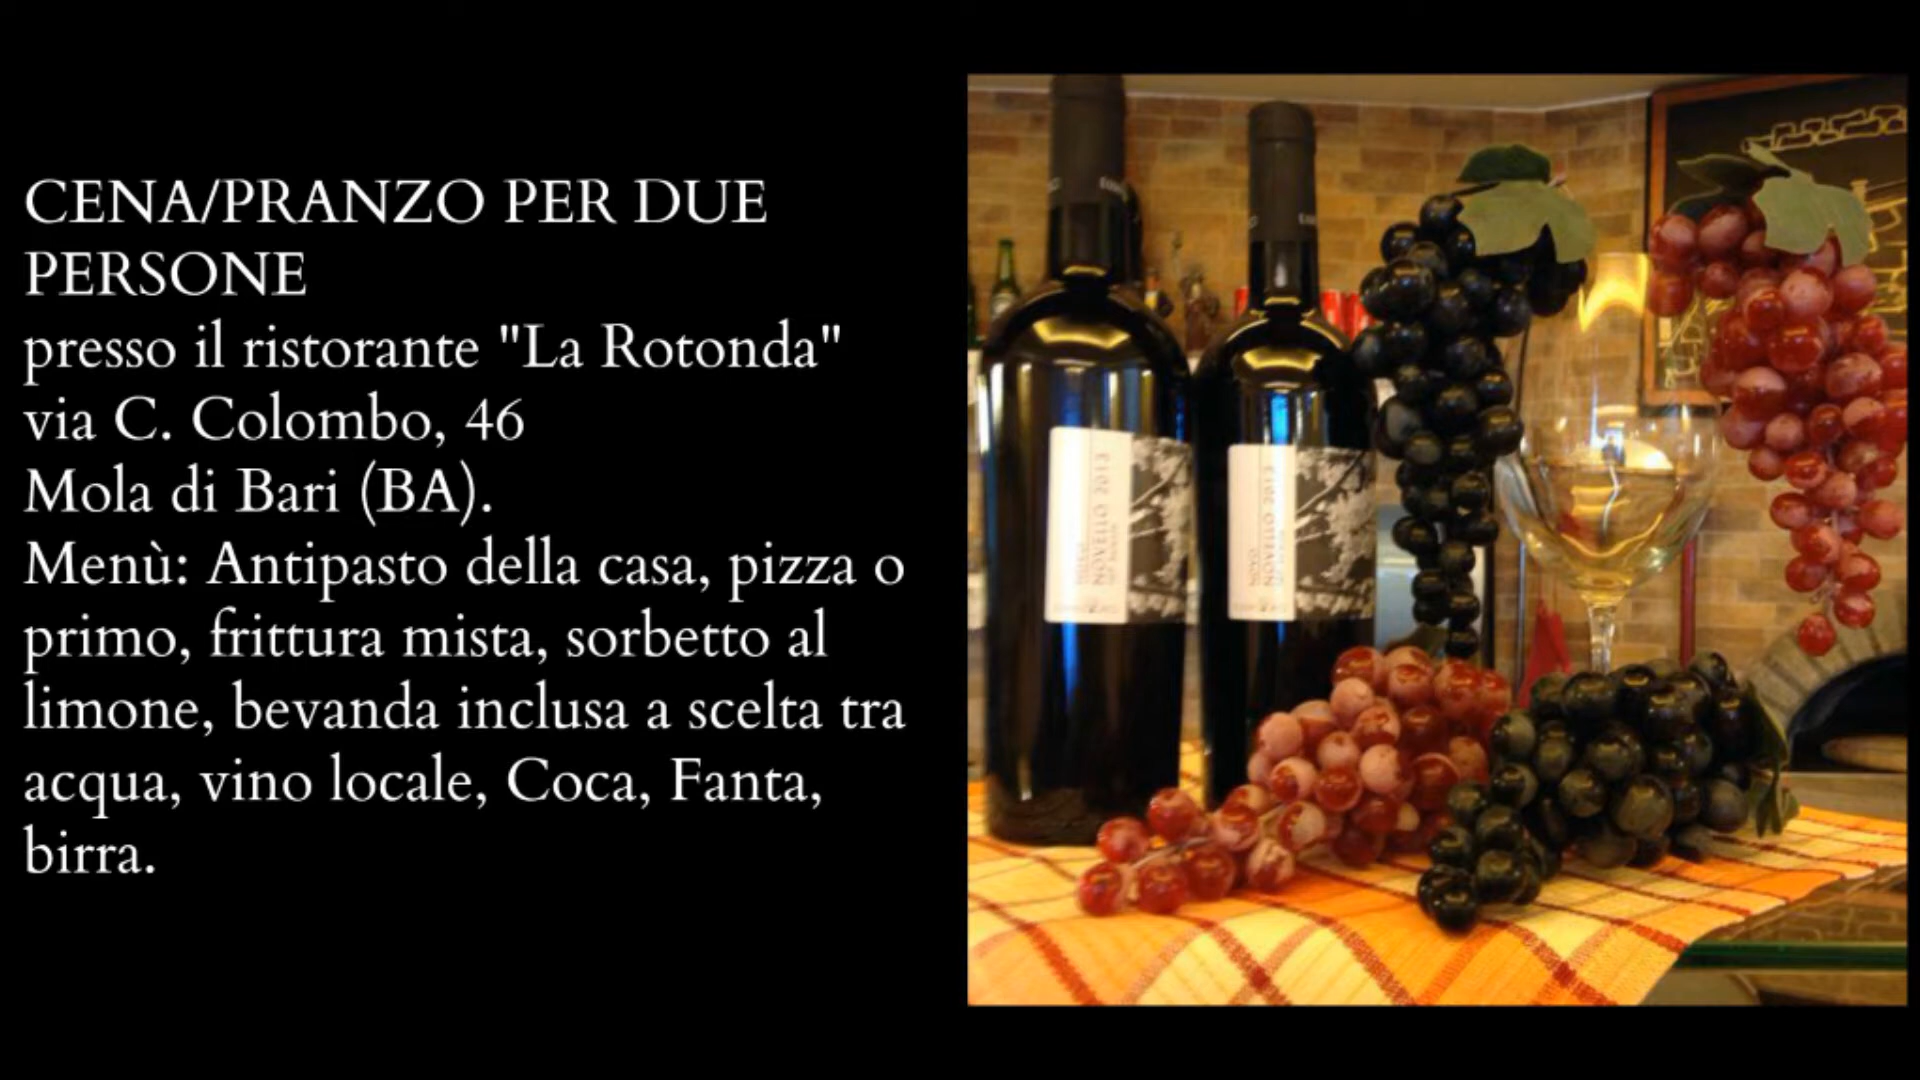 CENA/PRANZO PER DUE
PERSONE
presso il ristorante "La Rotonda"
via C. Colombo, 46
Mola di Bari (BA).
Menù: Antipasto della casa, pizza o
primo, frittura mista, sorbetto al
limone, bevanda inclusa a scelta tra
acqua, vino locale, Coca, Fanta,
birra.
NOVELLO 2013
NOVELLO 2013